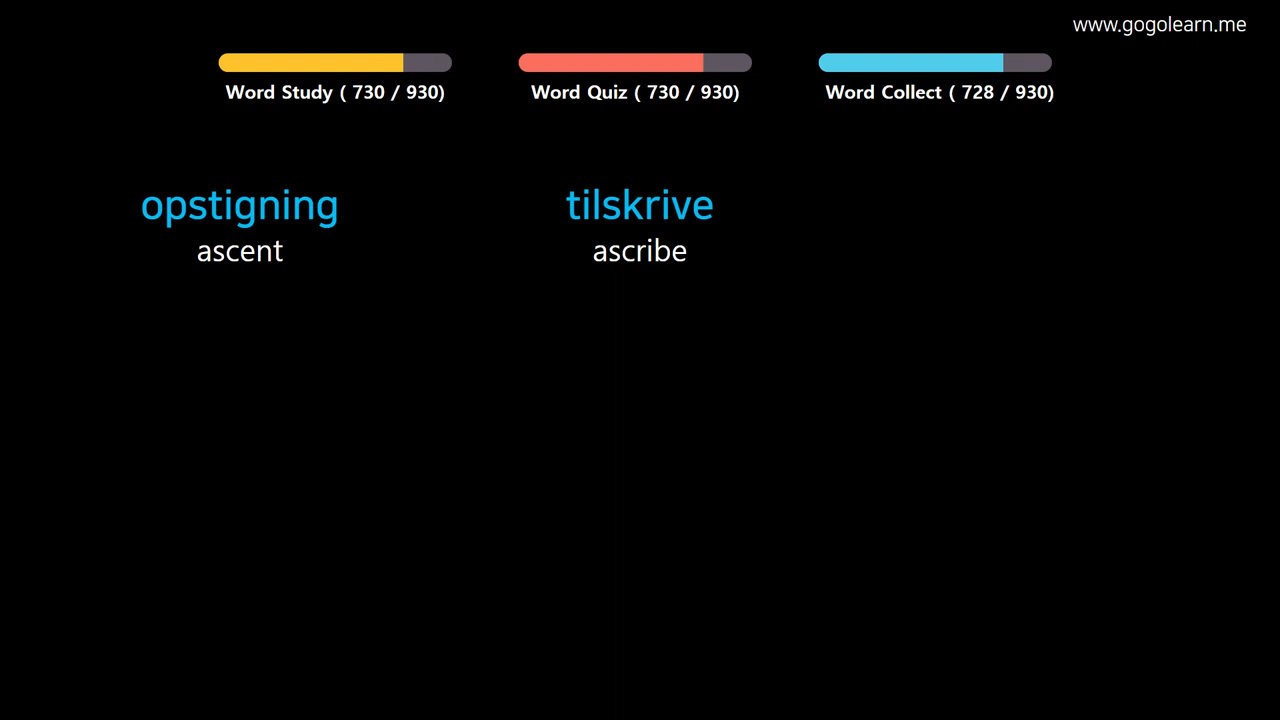 www.gogolearn.me
Word Study ( 730 / 930)
Word Quiz ( 730 / 930)
Word Collect ( 728 / 930)
opstigning
ascent
tilskrive
ascribe